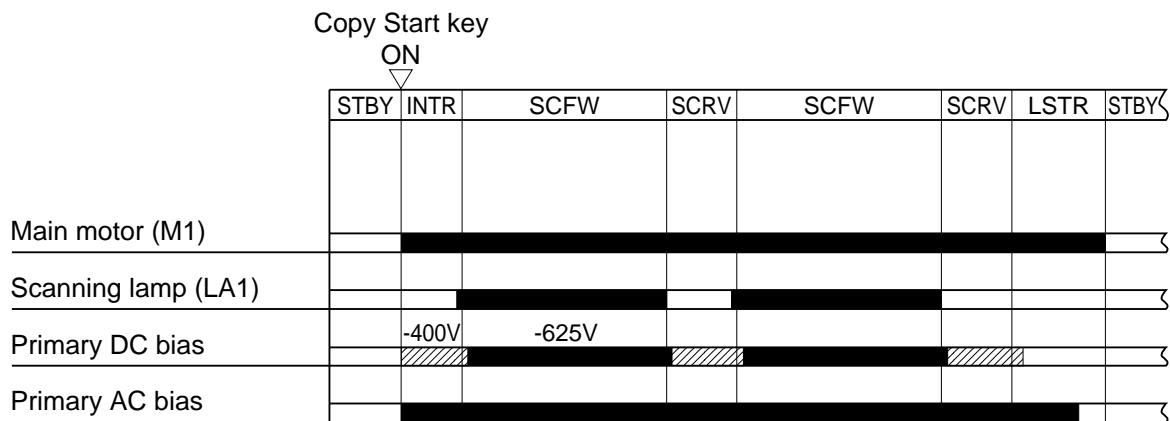 Copy Start key
ON
STBY INTR SCFW SCRV SCFW SCRV LSTR STBY
Main motor (M1)
Scanning lamp (LA1)
-400V -625V
Primary DC bias
Primary AC bias